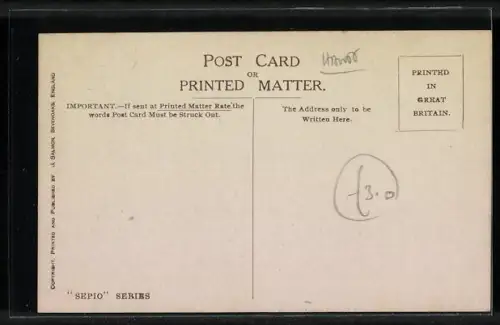 POST CARD
OR
PRINTED MATTER.
PRINTED
IN
GREAT
BRITAIN.
IMPORTANT.—If sent at Printed Matter Rate the
words Post Card Must be Struck Out.
The Address only to be
Written Here.
COPYRIGHT. PRINTED AND PUBLISHED BY J. SALMON, SEVENOAKS, ENGLAND
"SEPIO" SERIES